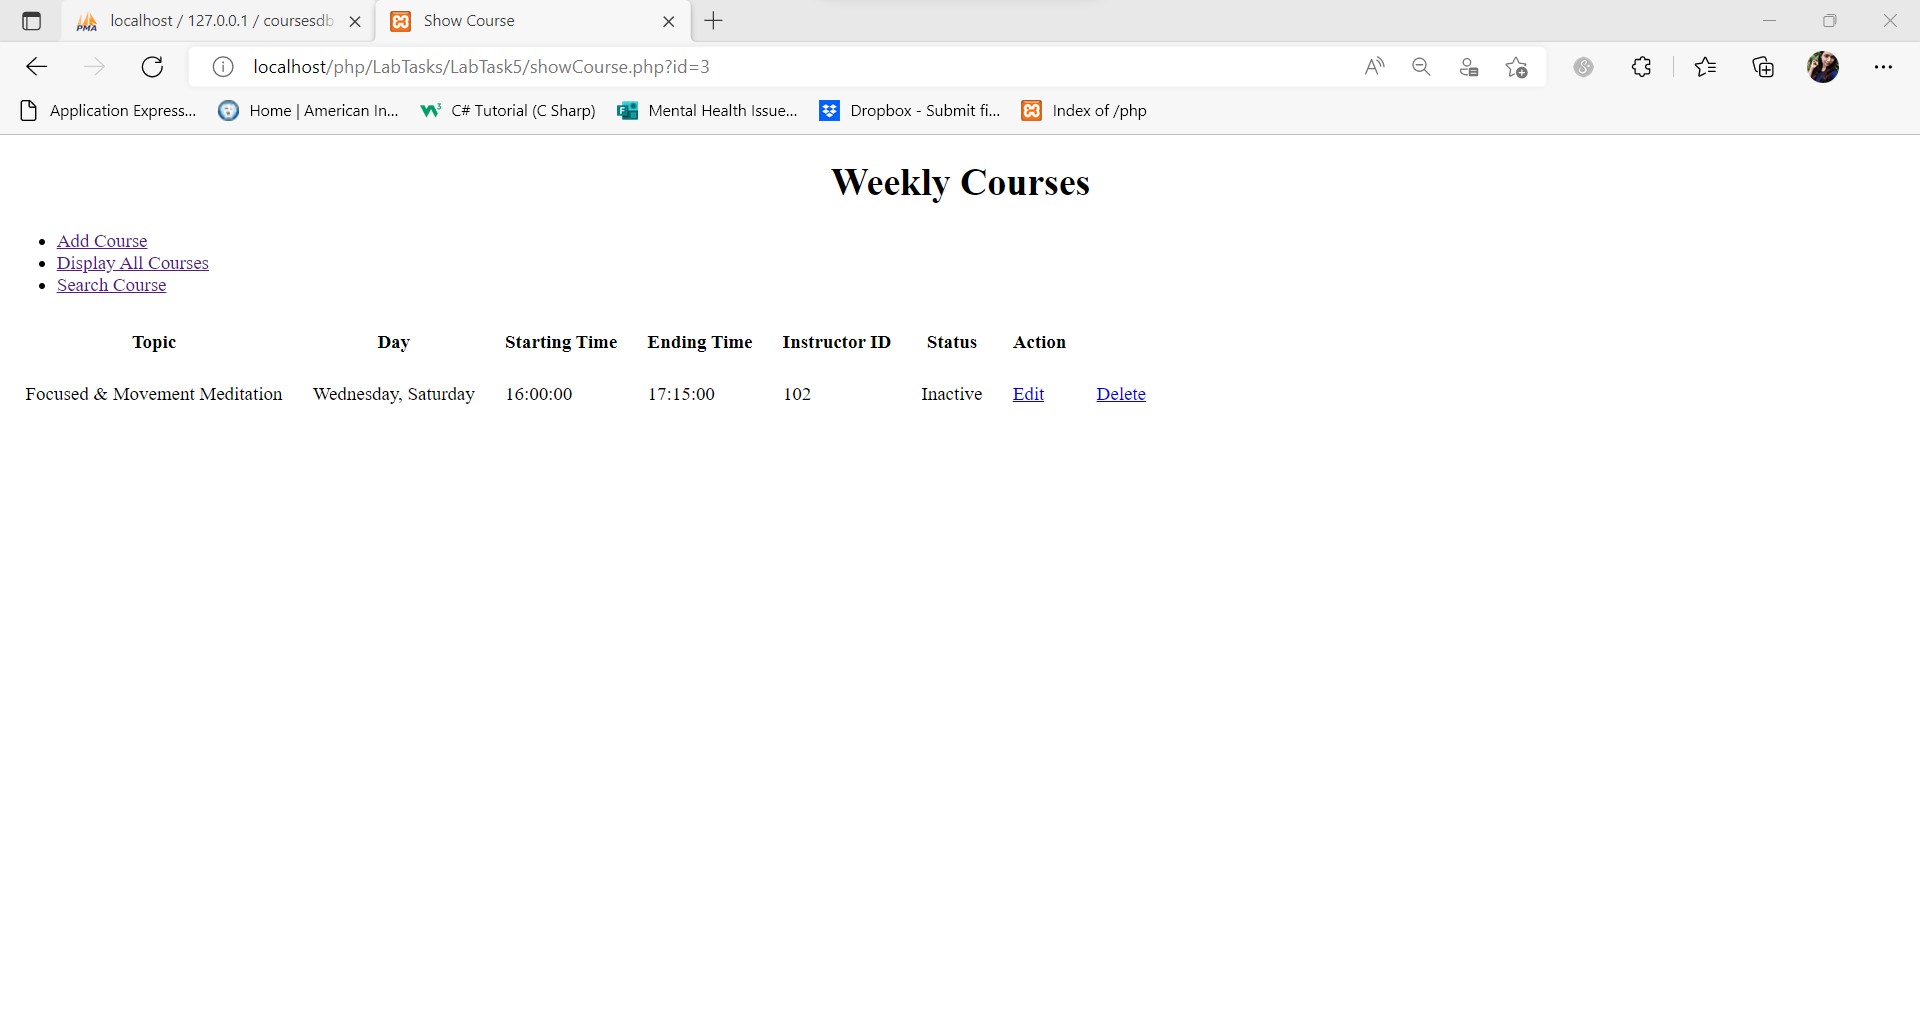 localhost / 127.0.0.1 / coursesdb
Show Course
localhost/php/LabTasks/LabTask5/showCourse.php?id=3
Application Express... Home | American In... C# Tutorial (C Sharp) Mental Health Issue... Dropbox - Submit fi... Index of /php
Weekly Courses
Add Course
Display All Courses
Search Course
Topic Day Starting Time Ending Time Instructor ID Status Action
Focused & Movement Meditation Wednesday, Saturday 16:00:00 17:15:00 102 Inactive Edit Delete